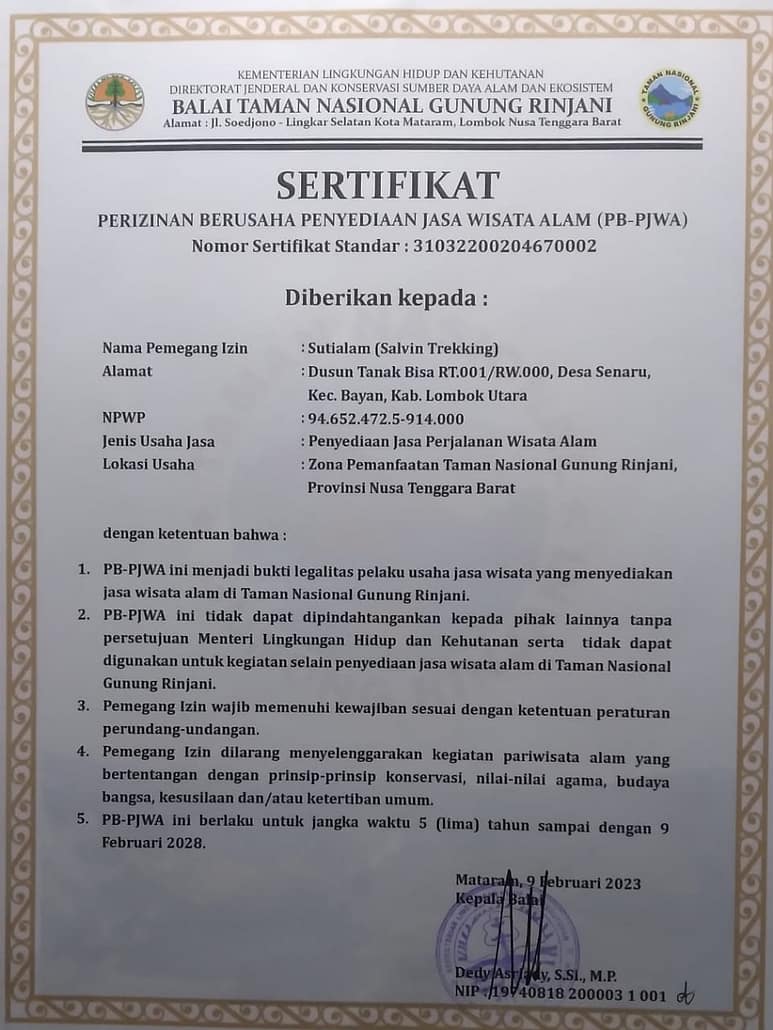 KEMENTERIAN LINGKUNGAN HIDUP DAN KEHUTANAN
DIREKTORAT JENDERAL DAN KONSERVASI SUMBER DAYA ALAM DAN EKOSISTEM
BALAI TAMAN NASIONAL GUNUNG RINJANI
Alamat : Jl. Soedjono - Lingkar Selatan Kota Mataram, Lombok Nusa Tenggara Barat
TAMAN NASIONAL
GUNUNG RINJANI
SERTIFIKAT
PERIZINAN BERUSAHA PENYEDIAAN JASA WISATA ALAM (PB-PJWA)
Nomor Sertifikat Standar : 31032200204670002
Diberikan kepada :
Nama Pemegang Izin : Sutialam (Salvin Trekking)
Alamat : Dusun Tanak Bisa RT.001/RW.000, Desa Senaru,
Kec. Bayan, Kab. Lombok Utara
NPWP : 94.652.472.5-914.000
Jenis Usaha Jasa : Penyediaan Jasa Perjalanan Wisata Alam
Lokasi Usaha : Zona Pemanfaatan Taman Nasional Gunung Rinjani,
Provinsi Nusa Tenggara Barat
dengan ketentuan bahwa :
1. PB-PJWA ini menjadi bukti legalitas pelaku usaha jasa wisata yang menyediakan
jasa wisata alam di Taman Nasional Gunung Rinjani.
2. PB-PJWA ini tidak dapat dipindahtangankan kepada pihak lainnya tanpa
persetujuan Menteri Lingkungan Hidup dan Kehutanan serta tidak dapat
digunakan untuk kegiatan selain penyediaan jasa wisata alam di Taman Nasional
Gunung Rinjani.
3. Pemegang Izin wajib memenuhi kewajiban sesuai dengan ketentuan peraturan
perundang-undangan.
4. Pemegang Izin dilarang menyelenggarakan kegiatan pariwisata alam yang
bertentangan dengan prinsip-prinsip konservasi, nilai-nilai agama, budaya
bangsa, kesusilaan dan/atau ketertiban umum.
5. PB-PJWA ini berlaku untuk jangka waktu 5 (lima) tahun sampai dengan 9
Februari 2028.
Mataram, 9 Februari 2023
Kepala Balai
Dedy Asriady, S.Si., M.P.
NIP : 19740818 200003 1 001